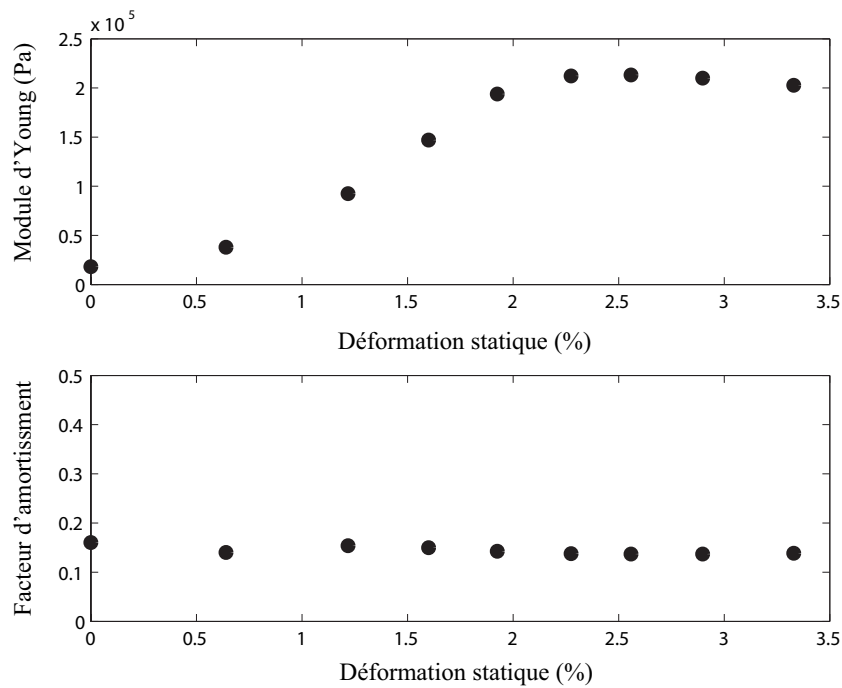 x 10 5
2.5
2
1.5
1
0.5
0
0 0.5 1 1.5 2 2.5 3 3.5
Module d'Young (Pa)
Déformation statique (%)
0.5
0.4
0.3
0.2
0.1
0
0 0.5 1 1.5 2 2.5 3 3.5
Facteur d'amortissment
Déformation statique (%)